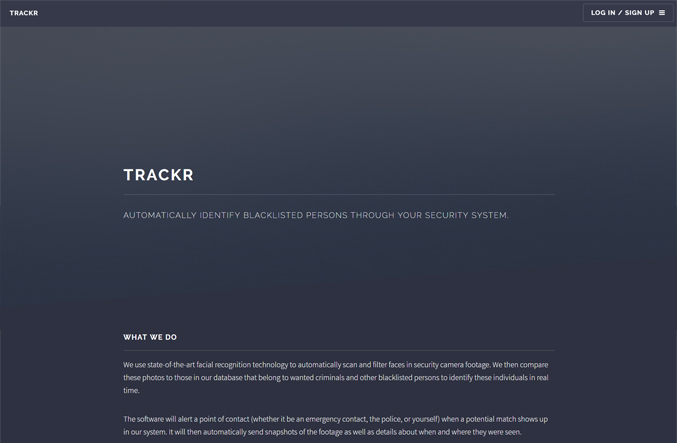 TRACKR
LOG IN / SIGN UP
TRACKR
AUTOMATICALLY IDENTIFY BLACKLISTED PERSONS THROUGH YOUR SECURITY SYSTEM.
WHAT WE DO
We use state-of-the-art facial recognition technology to automatically scan and filter faces in security camera footage. We then compare
these photos to those in our database that belong to wanted criminals and other blacklisted persons to identify these individuals in real
time.
The software will alert a point of contact (whether it be an emergency contact, the police, or yourself) when a potential match shows up
in our system. It will then automatically send snapshots of the footage as well as details about when and where they were seen.